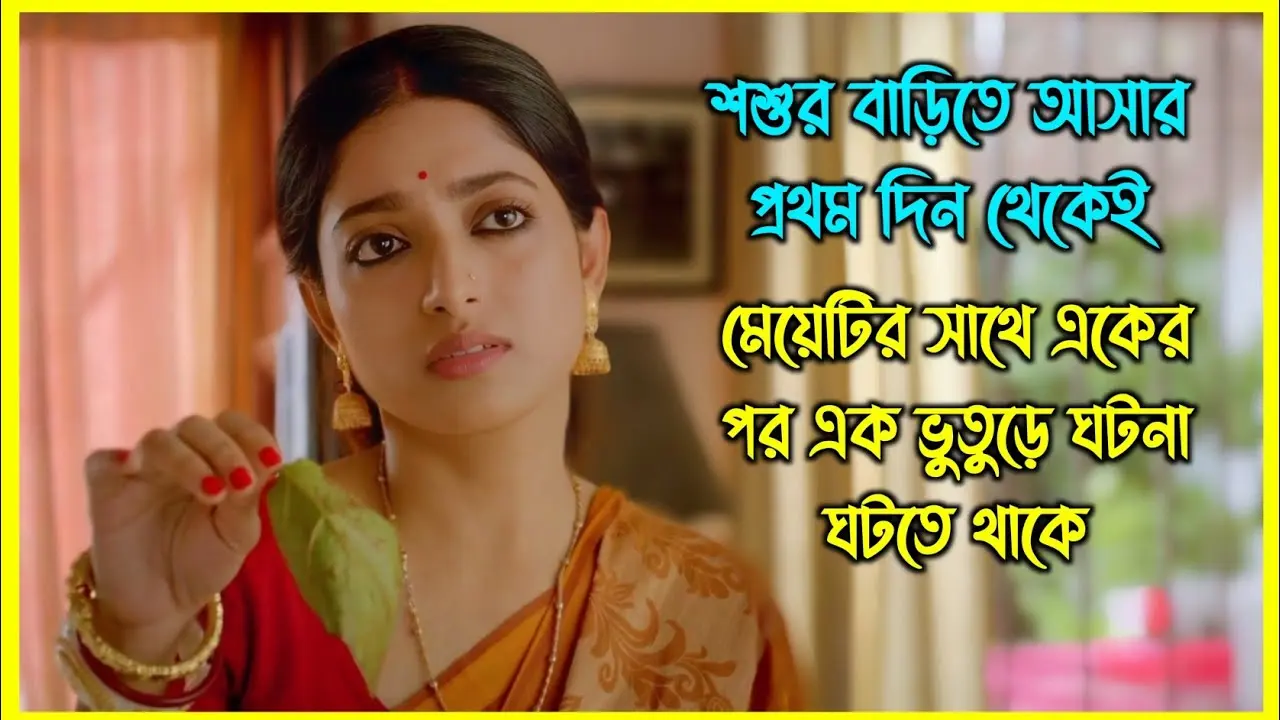 শশুর বাড়িতে আসার
প্রথম দিন থেকেই
মেয়েটির সাথে একের
পর এক ভুতুড়ে ঘটনা
ঘটতে থাকে